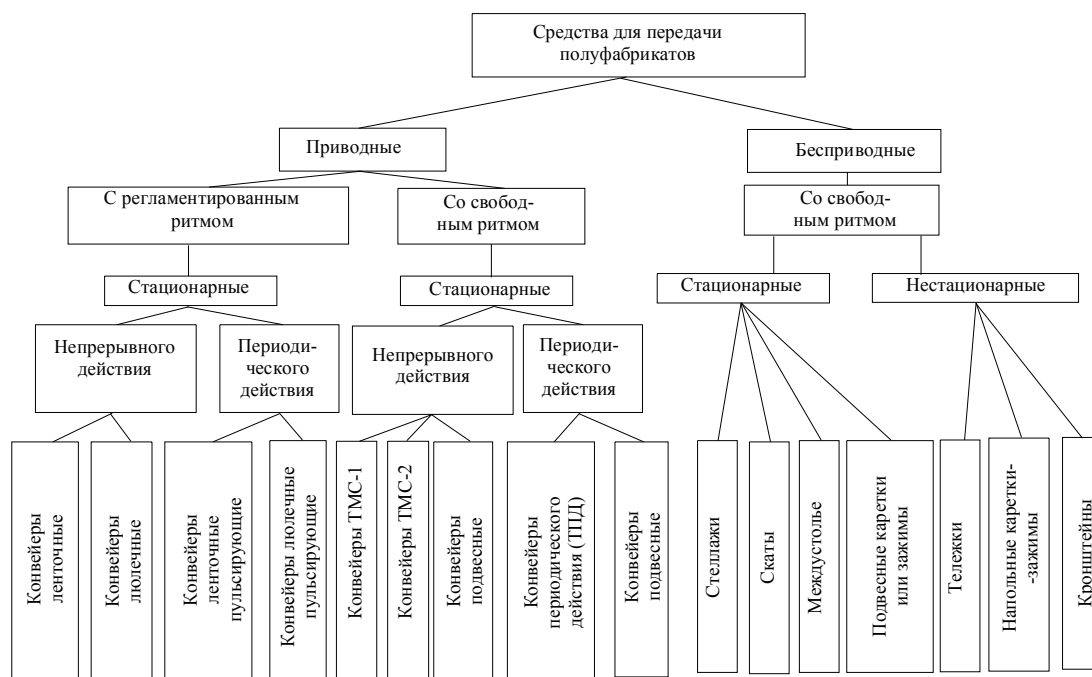 Средства для передачи
полуфабрикатов
Приводные
Бесприводные
С регламентированным
ритмом
Со свобод-
ным ритмом
Со свобод-
ным ритмом
Стационарные
Стационарные
Стационарные
Нестационарные
Непрерывного
действия
Периоди-
ческого
действия
Непрерывного
действия
Периоди-
ческого
действия
Конвейеры
ленточные
Конвейеры
люлечные
Конвейеры
ленточные
пульсирующие
Конвейеры люлечные
пульсирующие
Конвейеры ТМС-1
Конвейеры ТМС-2
Конвейеры
подвесные
Конвейеры
периодического
действия (ТПД)
Конвейеры
подвесные
Стеллажи
Скаты
Междустолье
Подвесные каретки
или зажимы
Тележки
Напольные каретки-
-зажимы
Кронштейны